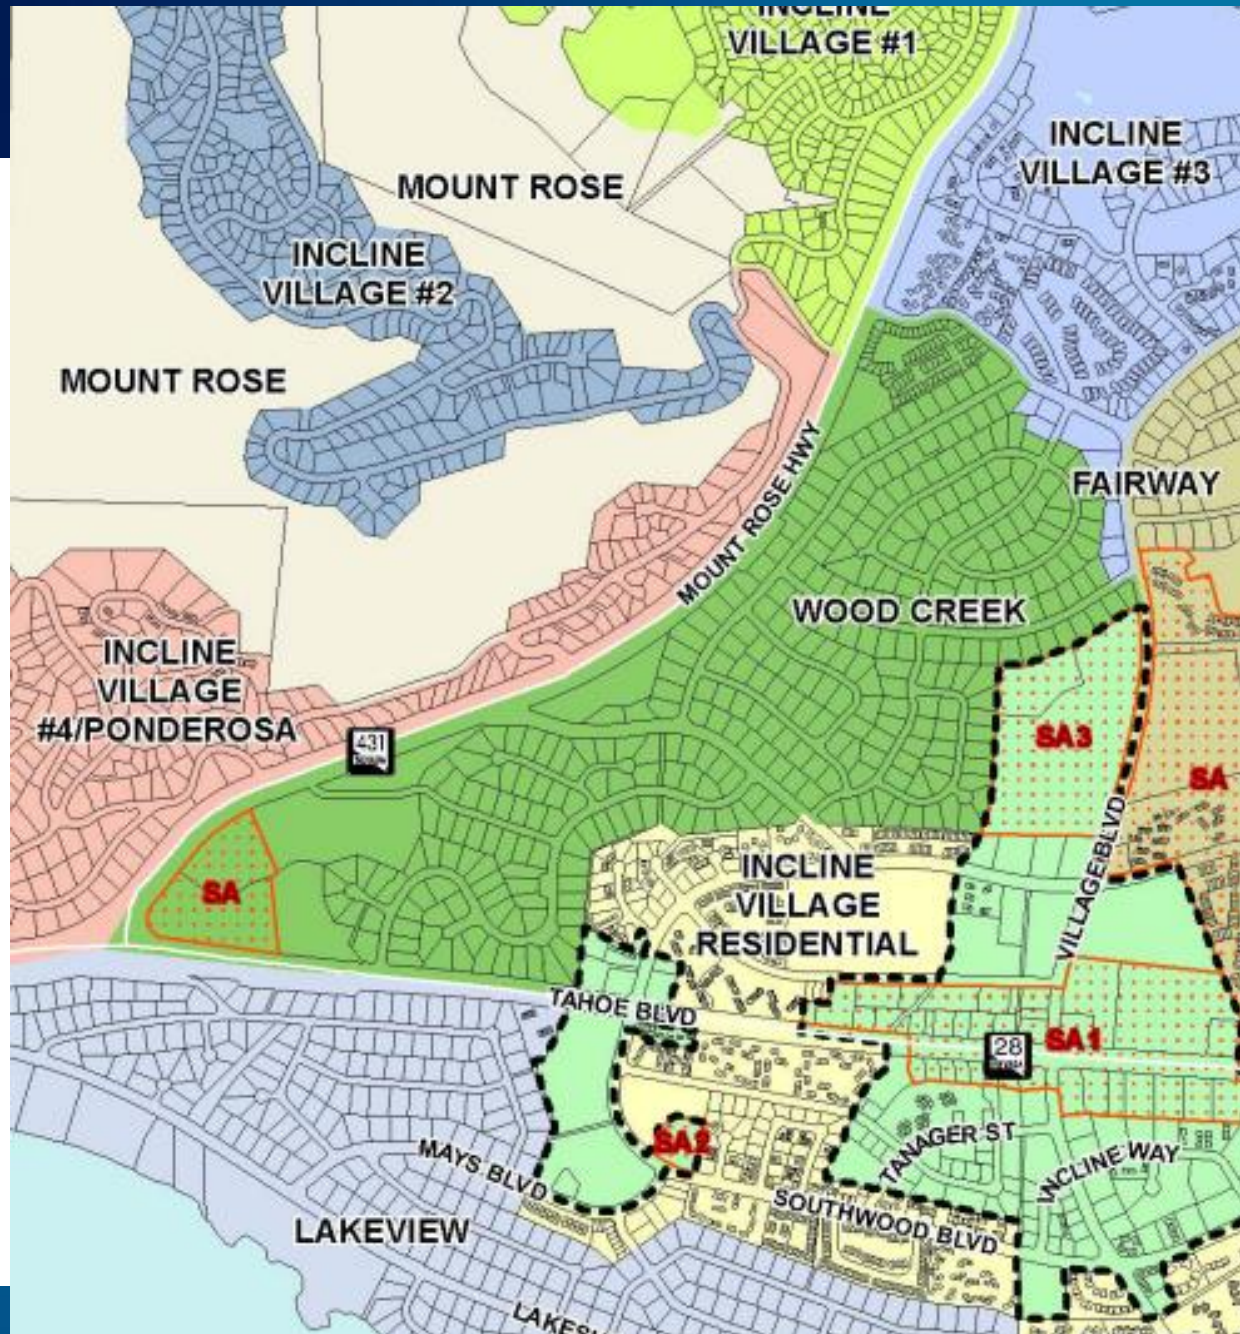 INCLINE
VILLAGE #1
INCLINE
VILLAGE #3
MOUNT ROSE
INCLINE
VILLAGE #2
MOUNT ROSE
MOUNT ROSE HWY
FAIRWAY
WOOD CREEK
INCLINE
VILLAGE
#4/PONDEROSA
431
SA3
SA
SA
INCLINE
VILLAGE
RESIDENTIAL
VILLAGE BLVD
TAHOE BLVD
28
SA1
SA2
TANAGER ST
INCLINE WAY
MAYS BLVD
SOUTHWOOD BLVD
LAKEVIEW